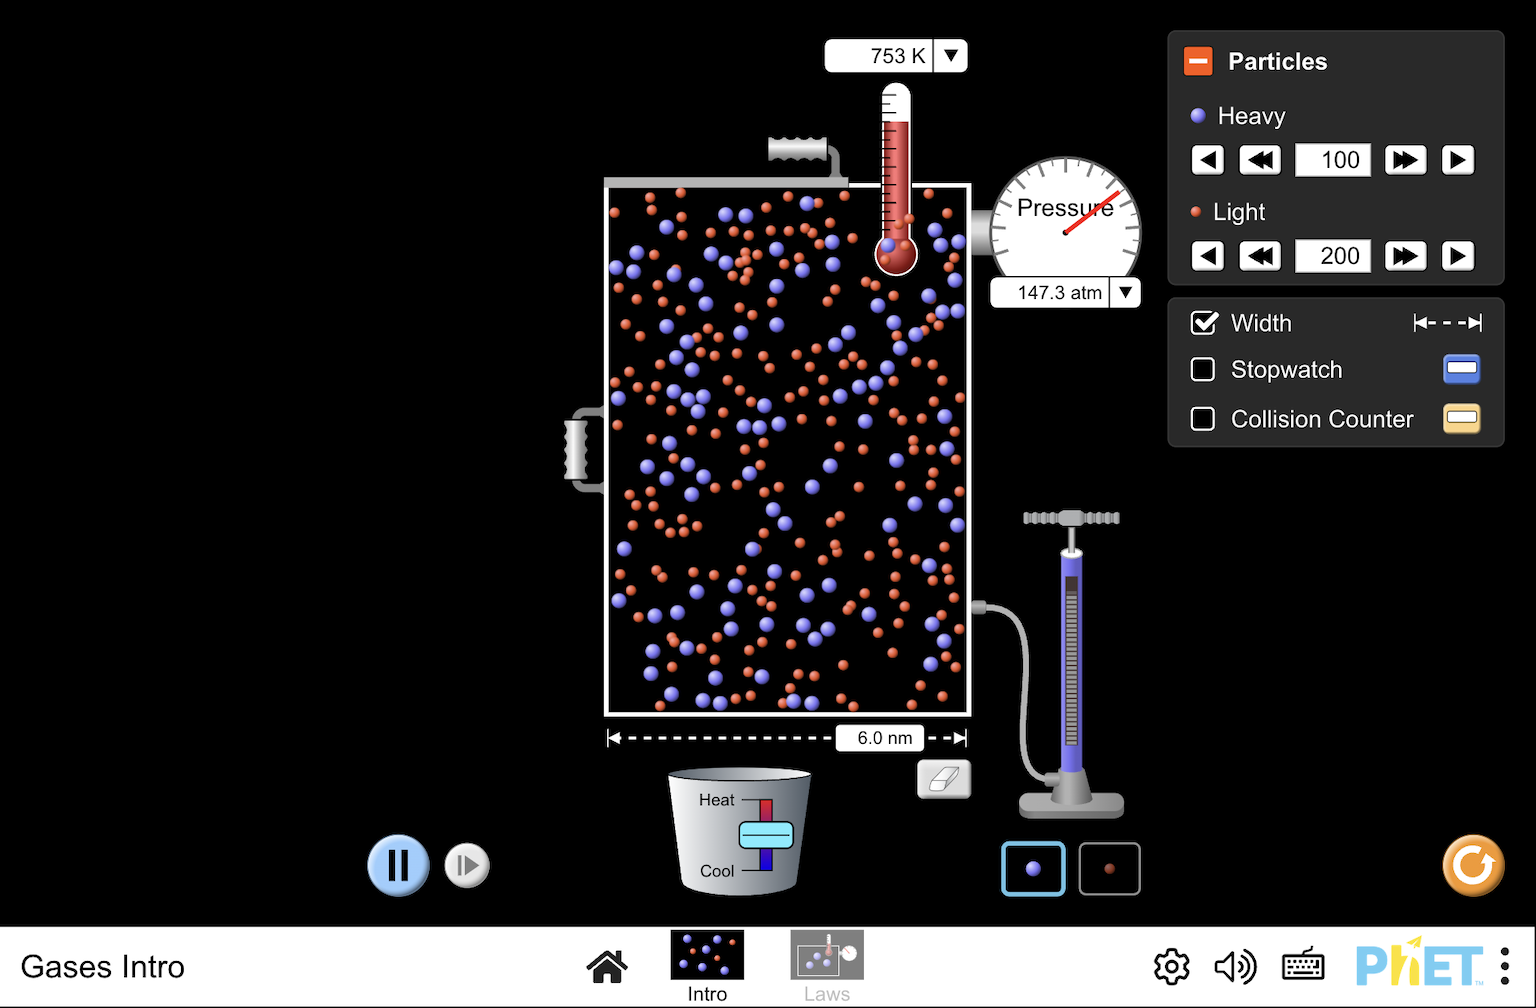 753 K
Particles
Heavy
100
Light
200
Pressure
147.3 atm
Width
Stopwatch
Collision Counter
6.0 nm
Heat
Cool
Gases Intro
Intro
Laws
PhET™